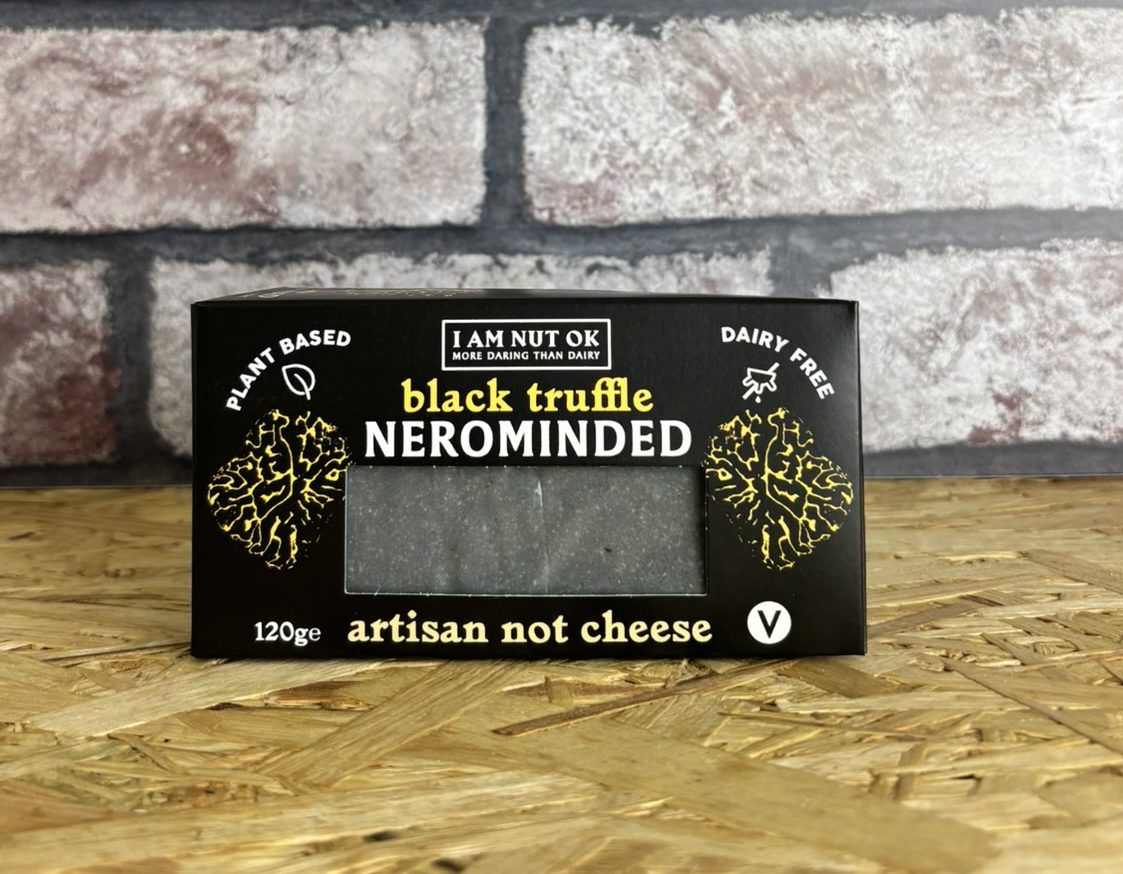 I AM NUT OK
MORE DARING THAN DAIRY
PLANT BASED
DAIRY FREE
black truffle
NEROMINDED
120ge
artisan not cheese
V